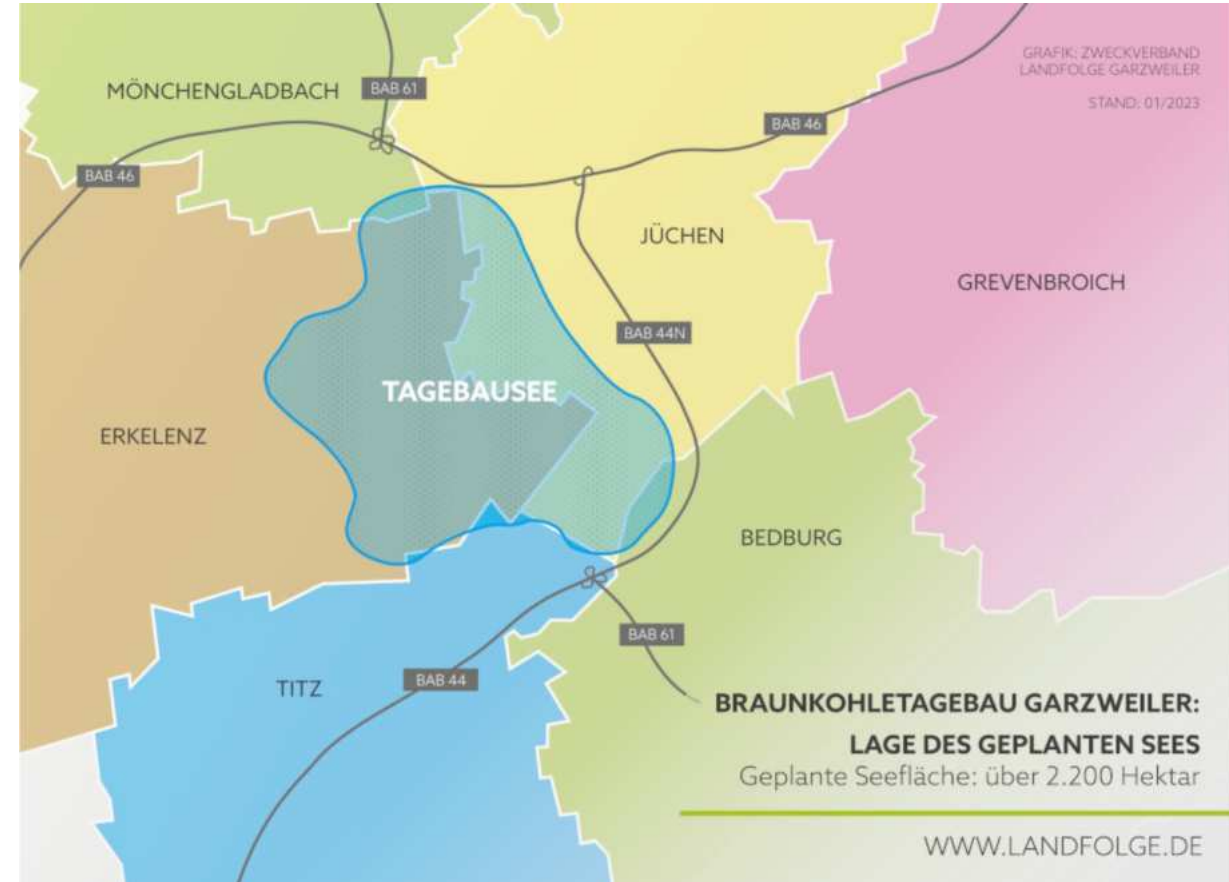 GRAFIK: ZWECKVERBAND
LANDFOLGE GARZWEILER
STAND: 01/2023
MÖNCHENGLADBACH
BAB 61
BAB 46
BAB 46
JÜCHEN
GREVENBROICH
BAB 44N
TAGEBAUSEE
ERKELENZ
BEDBURG
BAB 61
TITZ
BAB 44
BRAUNKOHLETAGEBAU GARZWEILER:
LAGE DES GEPLANTEN SEES
Geplante Seefläche: über 2.200 Hektar
WWW.LANDFOLGE.DE